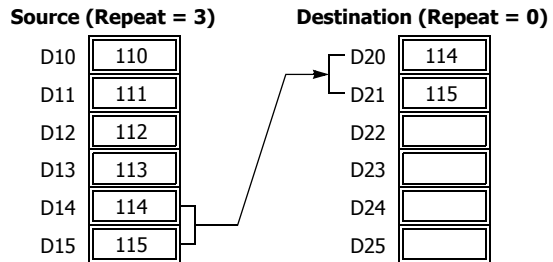 Source (Repeat = 3) Destination (Repeat = 0)
D10 110 D20 114
D11 111 D21 115
D12 112 D22
D13 113 D23
D14 114 D24
D15 115 D25